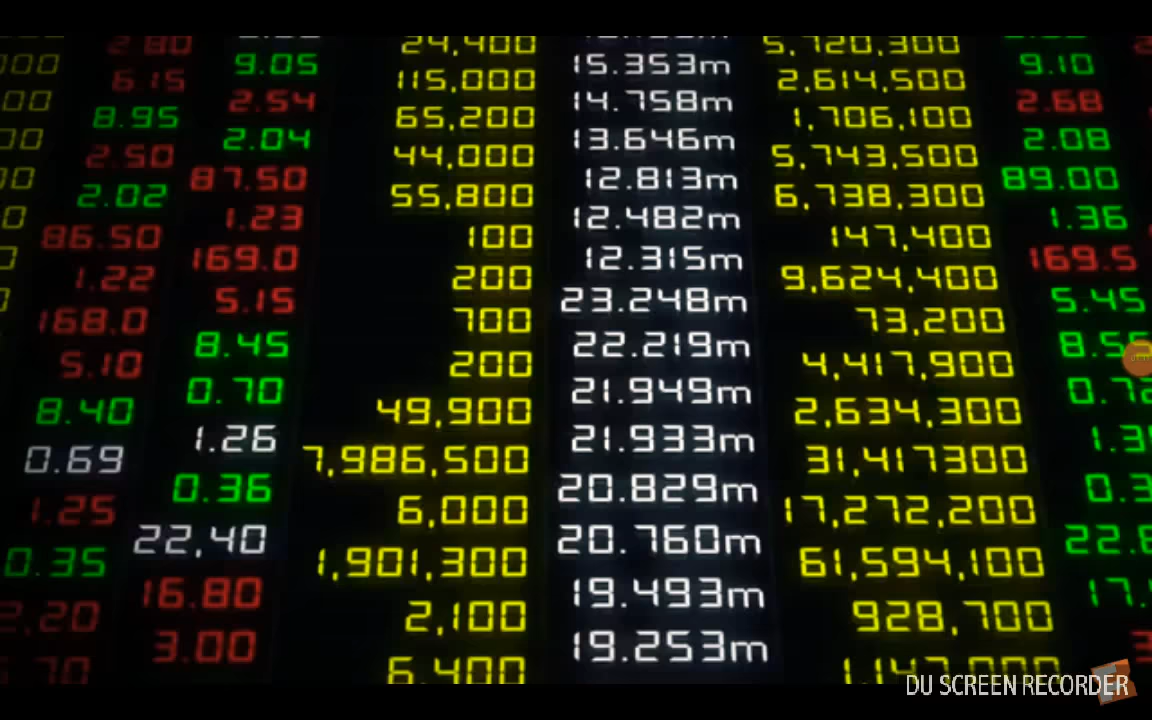 2.80 24,400 5,720,300
6.15 9.05 115,000 15.353m 2,614,500 9.10
8.95 2.54 65,200 14.758m 1,706,100 2.68
2.50 2.04 44,000 13.646m 5,743,500 2.08
2.02 87.50 55,800 12.813m 6,738,300 89.00
86.50 1.23 100 12.482m 147,400 1.36
1.22 169.0 200 12.315m 9,624,400 169.5
168.0 5.15 700 23.248m 73,200 5.45
5.10 8.45 200 22.219m 4,417,900
8.40 0.70 49,900 21.949m 2,634,300
0.69 1.26 7,986,500 21.933m 31,417300
1.25 0.36 6,000 20.829m 17,272,200
0.35 22,40 1,901,300 20.760m 61,594,100
2,20 16.80 2,100 19.493m 928,700
3.00 6,400 19.253m 1,147,000
DU SCREEN RECORDER